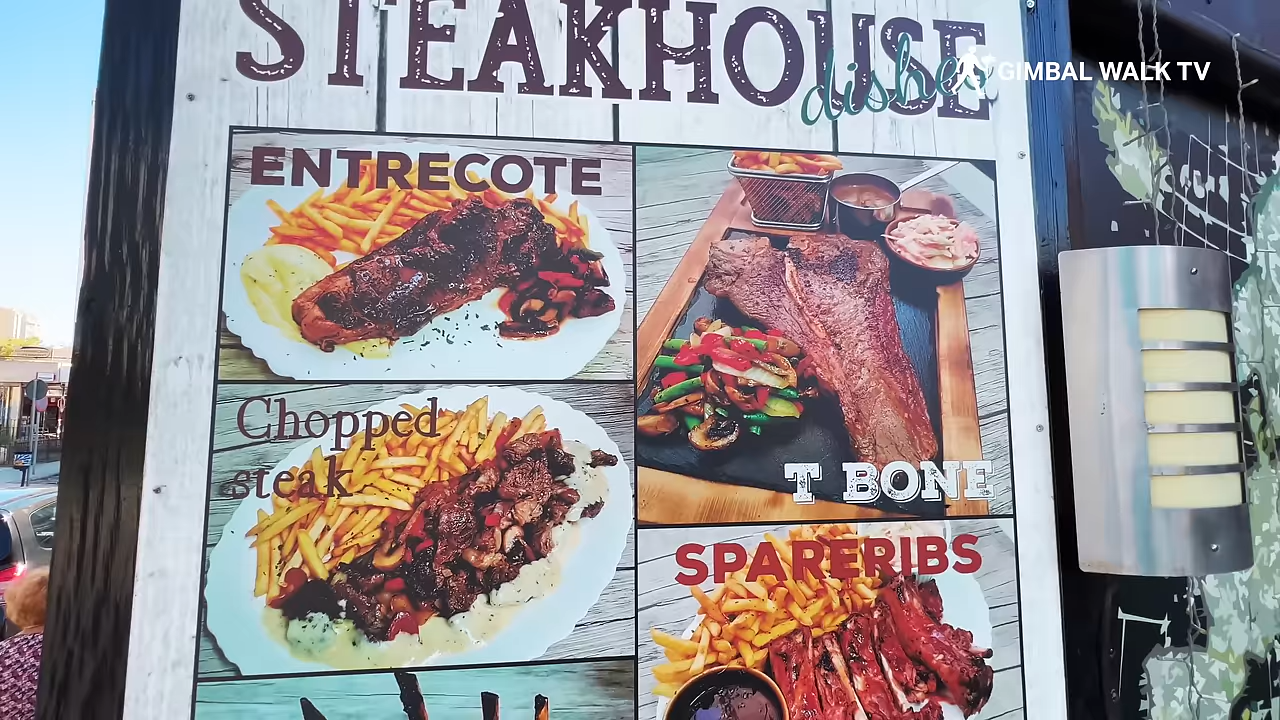 STEAKHOUSE
dishes
GIMBAL WALK TV
ENTRECOTE
T BONE
Chopped
steak
SPARERIBS